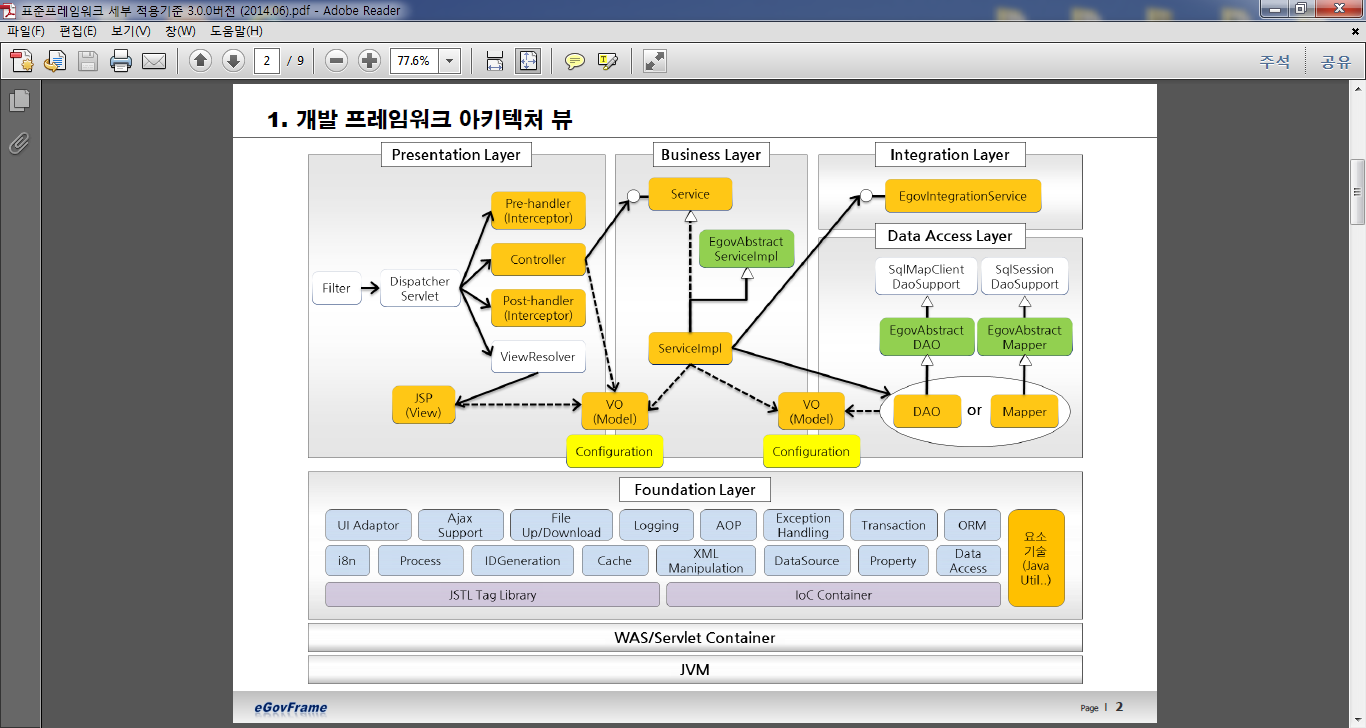 표준프레임워크 세부 적용기준 3.0.0버전 (2014.06).pdf - Adobe Reader
파일(F) 편집(E) 보기(V) 창(W) 도움말(H)
2 / 9 77.6% 주석 공유
1. 개발 프레임워크 아키텍처 뷰
Presentation Layer
Filter
Dispatcher
Servlet
Pre-handler
(Interceptor)
Controller
Post-handler
(Interceptor)
ViewResolver
JSP
(View)
Business Layer
Service
EgovAbstract
ServiceImpl
ServiceImpl
VO
(Model)
Configuration
VO
(Model)
Configuration
Integration Layer
EgovIntegrationService
Data Access Layer
SqlMapClient
DaoSupport
SqlSession
DaoSupport
EgovAbstract
DAO
EgovAbstract
Mapper
DAO or Mapper
Foundation Layer
UI Adaptor
Ajax
Support
File
Up/Download
Logging
AOP
Exception
Handling
Transaction
ORM
i8n
Process
IDGeneration
Cache
XML
Manipulation
DataSource
Property
Data
Access
요소
기술
(Java
Util..)
JSTL Tag Library
IoC Container
WAS/Servlet Container
JVM
eGovFrame
Page | 2